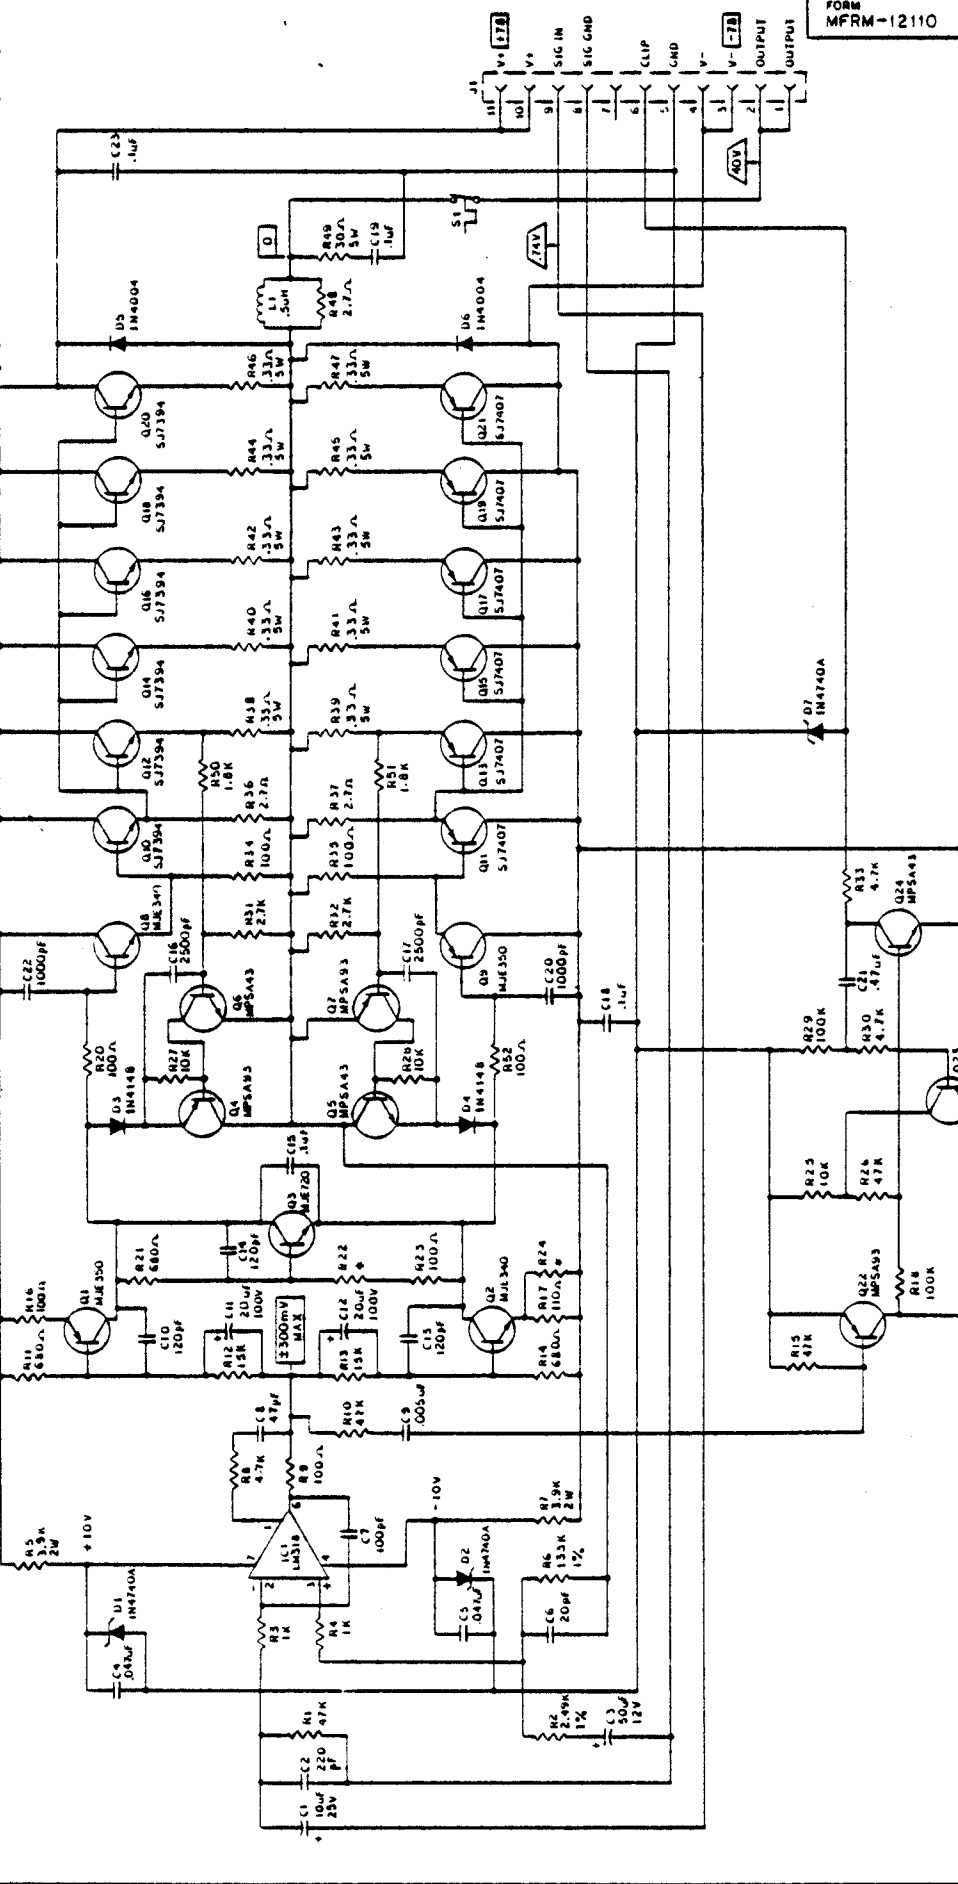 FORM
MFRM-12110
J1
11 V+ +78
10 V+
9 SIG IN
8 SIG GND
7
6 CLIP
5 GND
4 V-
3 V- -78
2 OUTPUT
1 OUTPUT
C23
.1uF
40V
S1
.74V
0
R49
30Ω
5W
C19
.1uF
L1
.5uH
R48
2.7Ω
D5
1N4004
D6
1N4004
Q20
SJ7394
R46
.33Ω
5W
R47
.33Ω
5W
Q21
SJ7407
Q18
SJ7394
R44
.33Ω
5W
R45
.33Ω
5W
Q19
SJ7407
Q16
SJ7394
R42
.33Ω
5W
R43
.33Ω
5W
Q17
SJ7407
Q14
SJ7394
R40
.33Ω
5W
R41
.33Ω
5W
Q15
SJ7407
Q12
SJ7394
R50
1.8K
R38
.33Ω
5W
R39
.33Ω
5W
R51
1.8K
Q13
SJ7407
D7
1N4740A
Q10
SJ7394
R36
2.7Ω
R37
2.7Ω
Q11
SJ7407
R34
100Ω
R35
100Ω
Q8
MJE340
C16
2500pF
R31
2.7K
R32
2.7K
C17
2500pF
Q9
MJE350
R33
4.7K
Q24
MPSA43
C22
1000pF
Q6
MPSA43
Q7
MPSA93
C20
1000pF
C18
.1uF
C21
.47uF
R20
100Ω
R27
10K
R28
10K
R52
100Ω
R29
100K
R30
4.7K
D3
1N4148
Q4
MPSA93
Q5
MPSA43
D4
1N4148
Q23
C15
.1uF
Q3
MJE720
R25
10K
R26
47K
R21
680Ω
C14
120pF
R22
*
R23
100Ω
R24
*
R16
100Ω
Q1
MJE350
Q2
MJE340
R17
110Ω
Q22
MPSA93
R18
100K
R11
680Ω
C10
120pF
R12
15K
+
C11
20uF
100V
±300mV
MAX
+
C12
20uF
100V
R13
15K
C13
120pF
R14
680Ω
R15
47K
R8
4.7K
C8
47pF
R9
100Ω
R10
47K
C9
.005uF
R5
3.9K
2W
+10V
IC1
LM318
7
1
6
4
2
3
-
+
C7
100pF
-10V
R7
3.9K
2W
D1
1N4740A
C4
.047uF
R3
1K
R4
1K
D2
1N4740A
C5
.047uF
R6
133K
1%
C6
20pF
R1
47K
R2
2.49K
1%
+
C3
50uF
12V
C2
220
pF
C1
10uF
25V
+